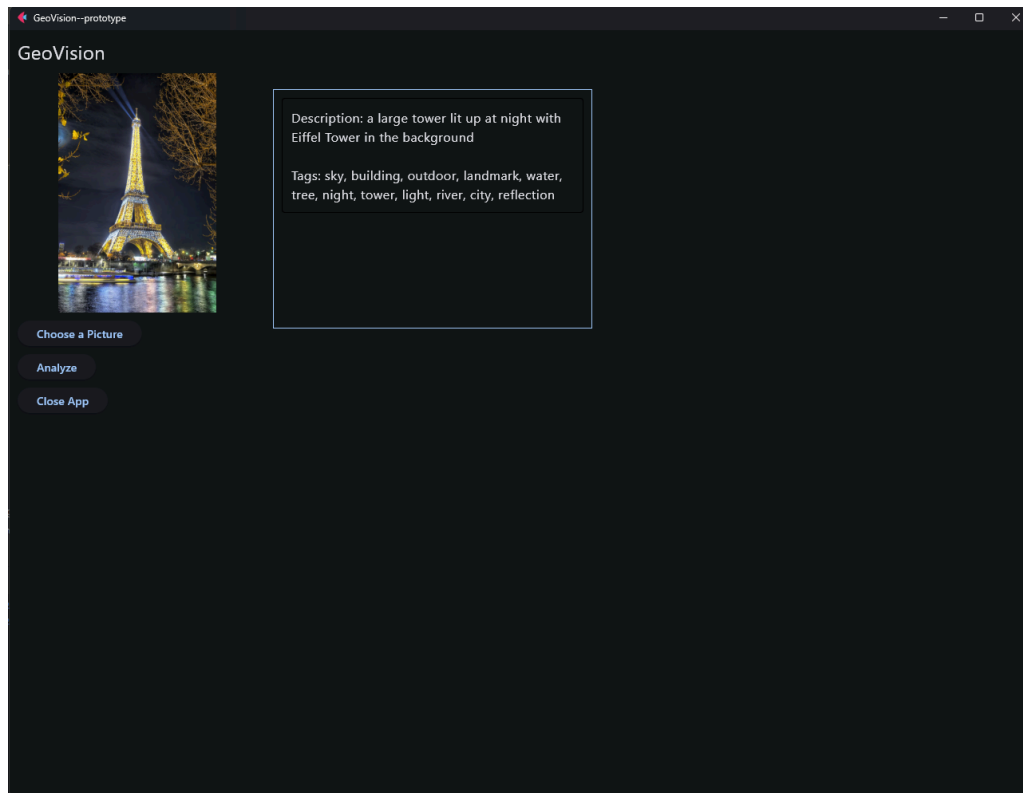 GeoVision--prototype
GeoVision
Description: a large tower lit up at night with
Eiffel Tower in the background
Tags: sky, building, outdoor, landmark, water,
tree, night, tower, light, river, city, reflection
Choose a Picture
Analyze
Close App